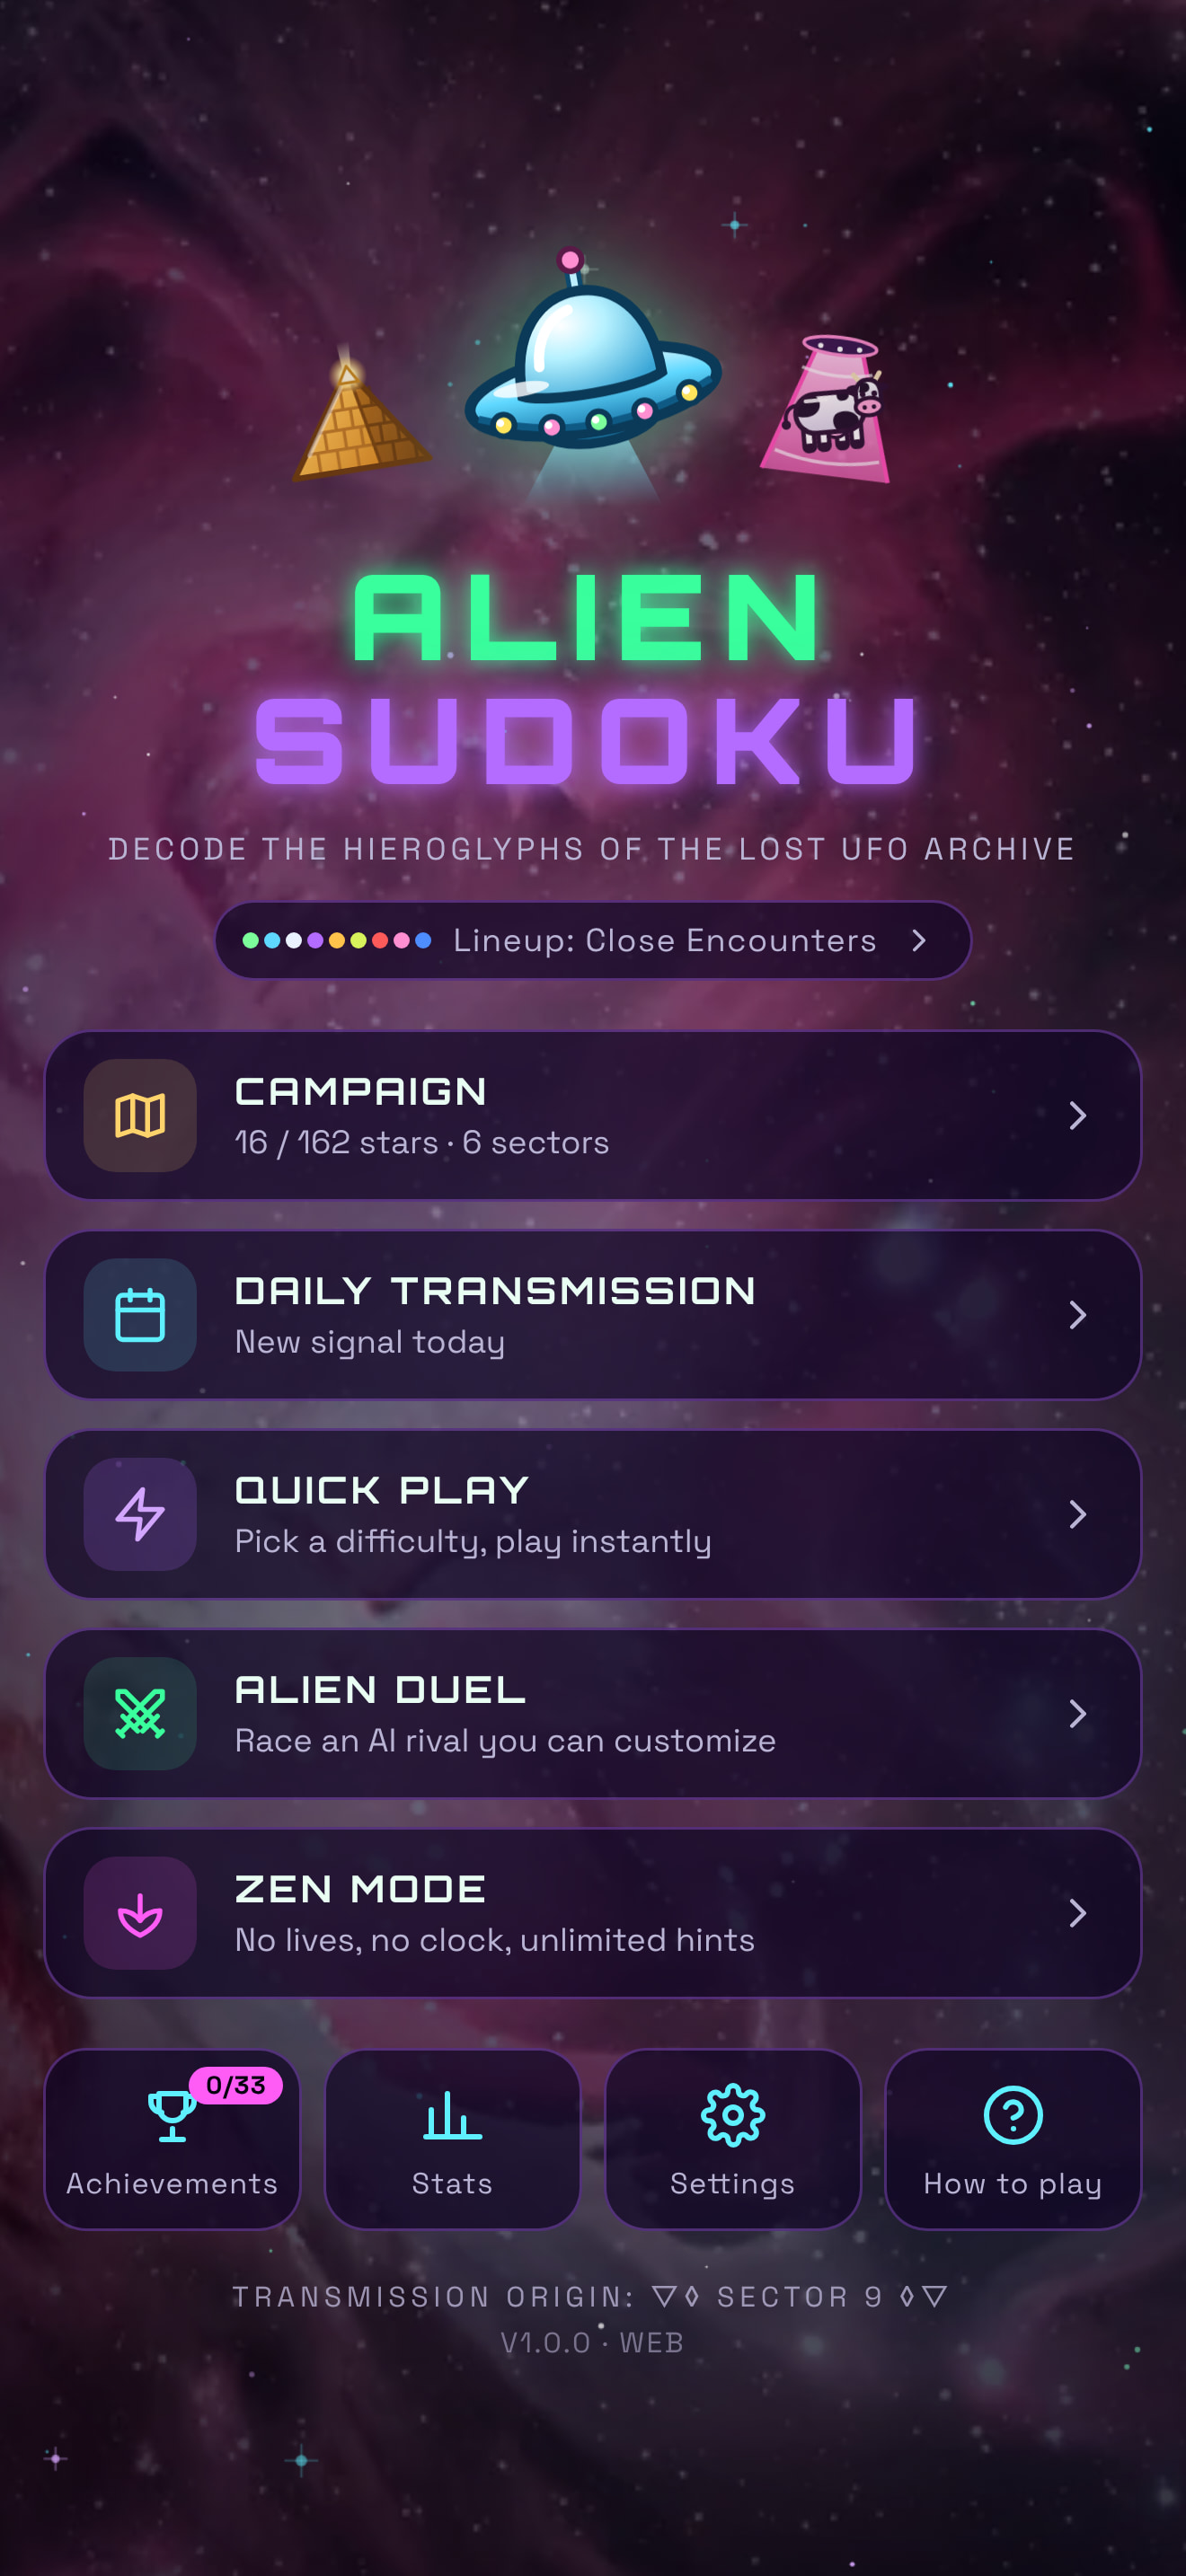 ALIEN
SUDOKU
DECODE THE HIEROGLYPHS OF THE LOST UFO ARCHIVE
Lineup: Close Encounters
CAMPAIGN
16 / 162 stars · 6 sectors
DAILY TRANSMISSION
New signal today
QUICK PLAY
Pick a difficulty, play instantly
ALIEN DUEL
Race an AI rival you can customize
ZEN MODE
No lives, no clock, unlimited hints
0/33
Achievements
Stats
Settings
How to play
TRANSMISSION ORIGIN: ▽◊ SECTOR 9 ◊▽
V1.0.0 · WEB